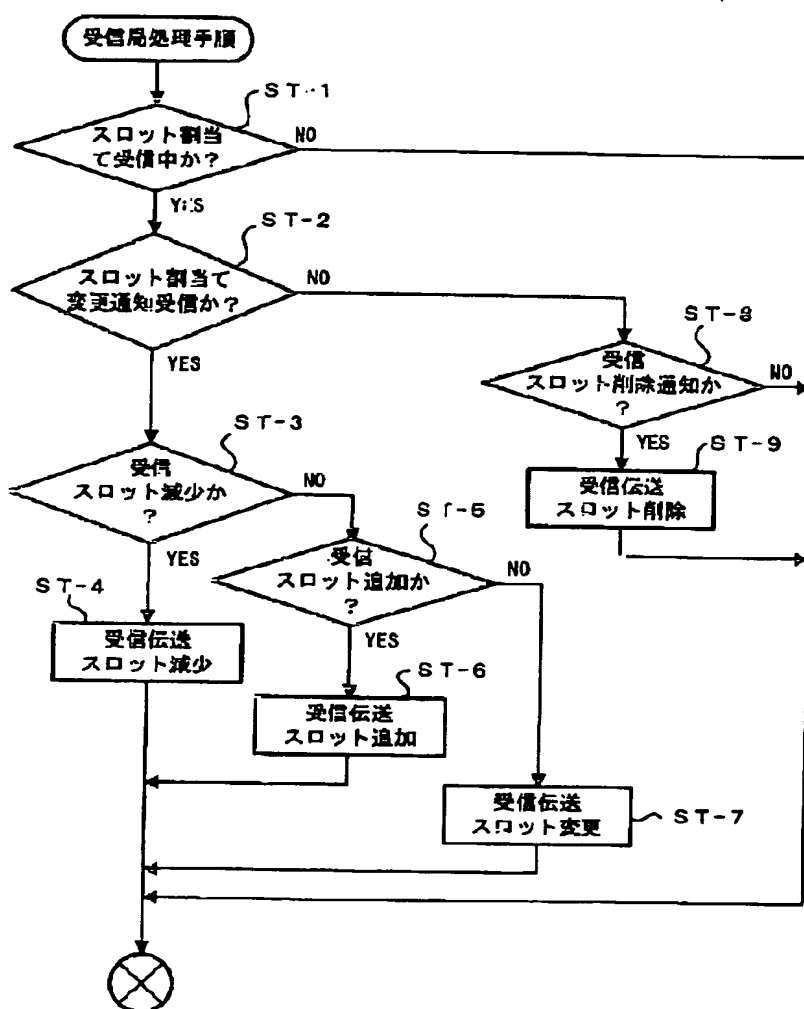 受信局処理手順
ST-1
スロット割当
て受信中か?
NO
YES
ST-2
スロット割当て
変更通知受信か?
NO
YES
ST-8
受信
スロット削除通知か
?
NO
YES
ST-9
受信伝送
スロット削除
ST-3
受信
スロット減少か
?
NO
YES
ST-4
受信伝送
スロット減少
ST-5
受信
スロット追加か
?
NO
YES
ST-6
受信伝送
スロット追加
受信伝送
スロット変更
ST-7